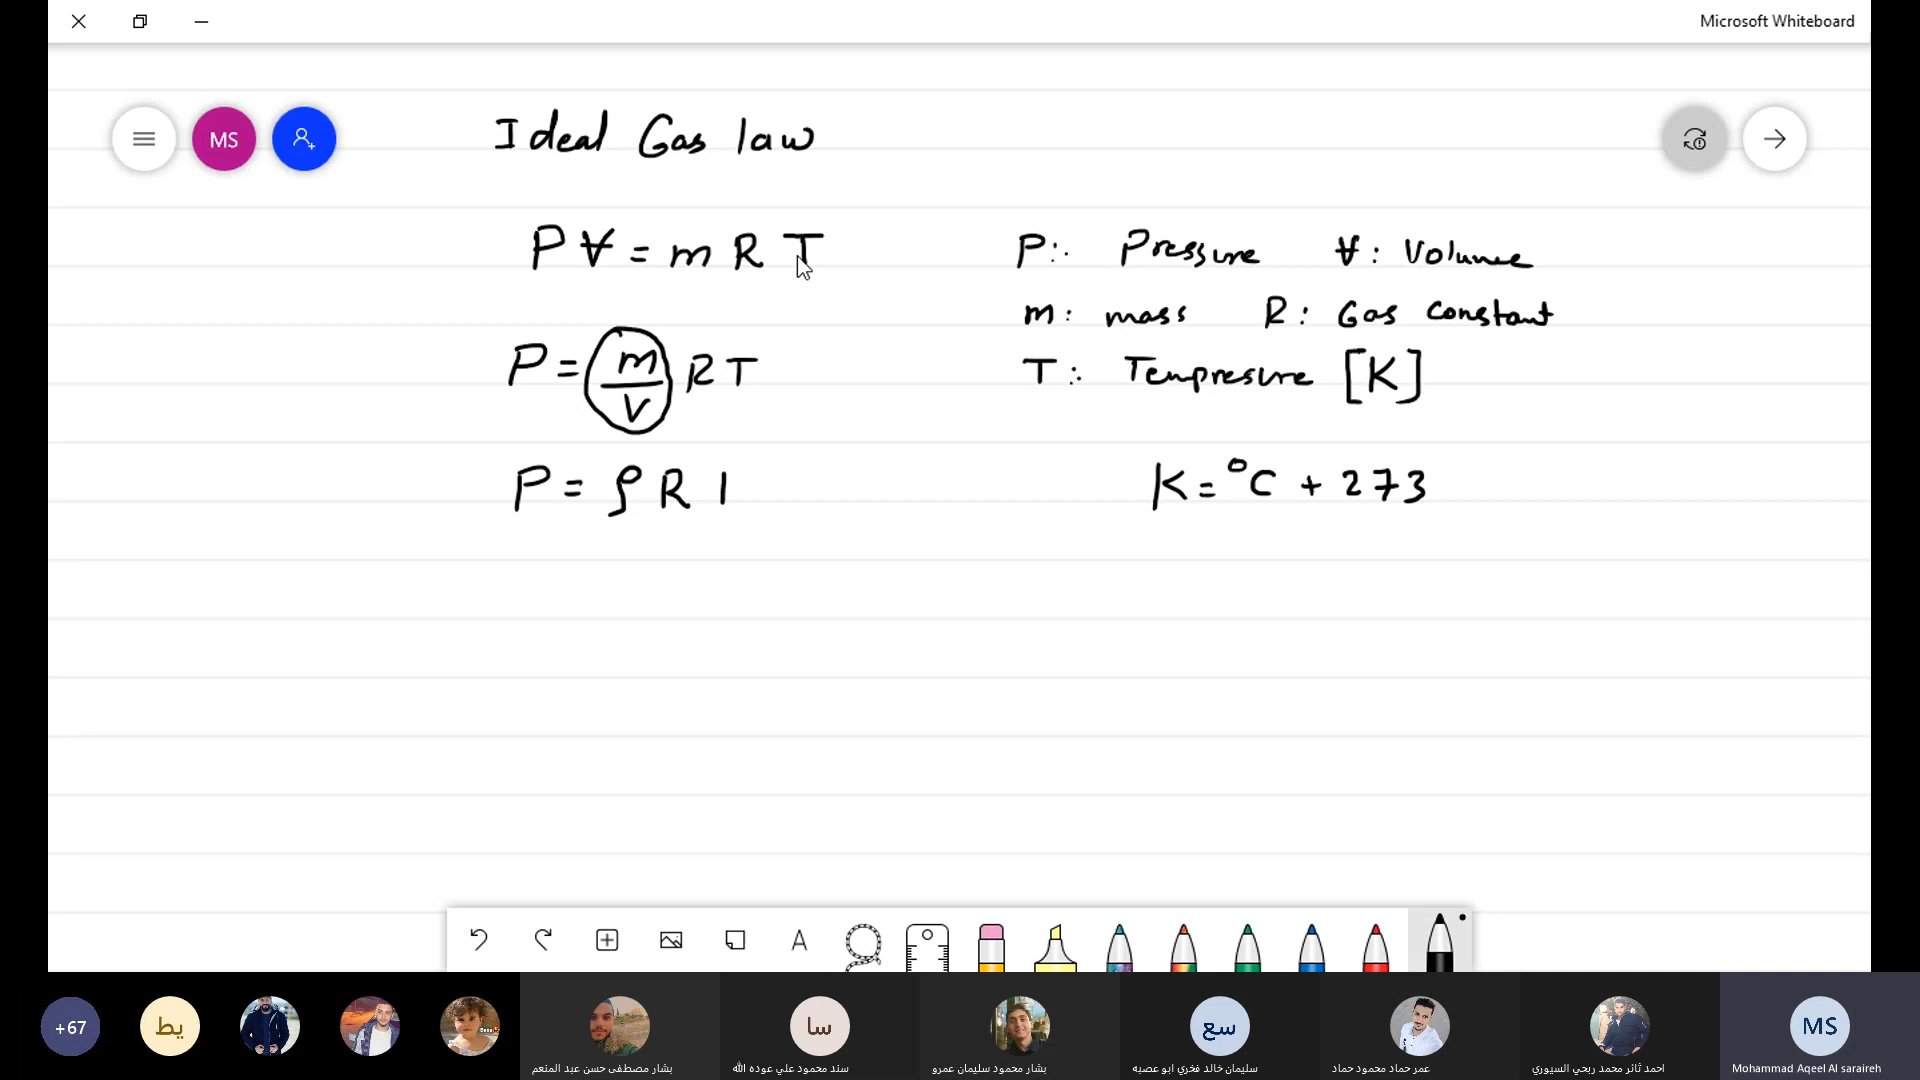 Microsoft Whiteboard
MS
Ideal Gas law
P V = m R T
P = m/V R T
P = ρ R I
P: Pressure V: Volume
m: mass R: Gas constant
T: Tempresure [K]
K = °C + 273
A
+67
يط
سا
سع
MS
بشار مصطفى حسن عبد المنعم
سند محمود علي عوده الله
بشار محمود سليمان عمرو
سليمان خالد فخري ابو عصبه
عمر حماد محمود حماد
احمد ثائر محمد ربحي السيوري
Mohammad Aqeel Al saraireh